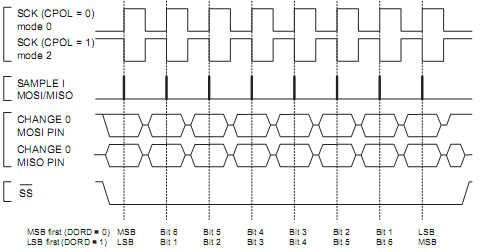 SCK (CPOL = 0)
mode 0
SCK (CPOL = 1)
mode 2
SAMPLE I
MOSI/MISO
CHANGE 0
MOSI PIN
CHANGE 0
MISO PIN
SS
MSB first (DORD = 0) MSB Bit 6 Bit 5 Bit 4 Bit 3 Bit 2 Bit 1 LSB
LSB first (DORD = 1) LSB Bit 1 Bit 2 Bit 3 Bit 4 Bit 5 Bit 6 MSB